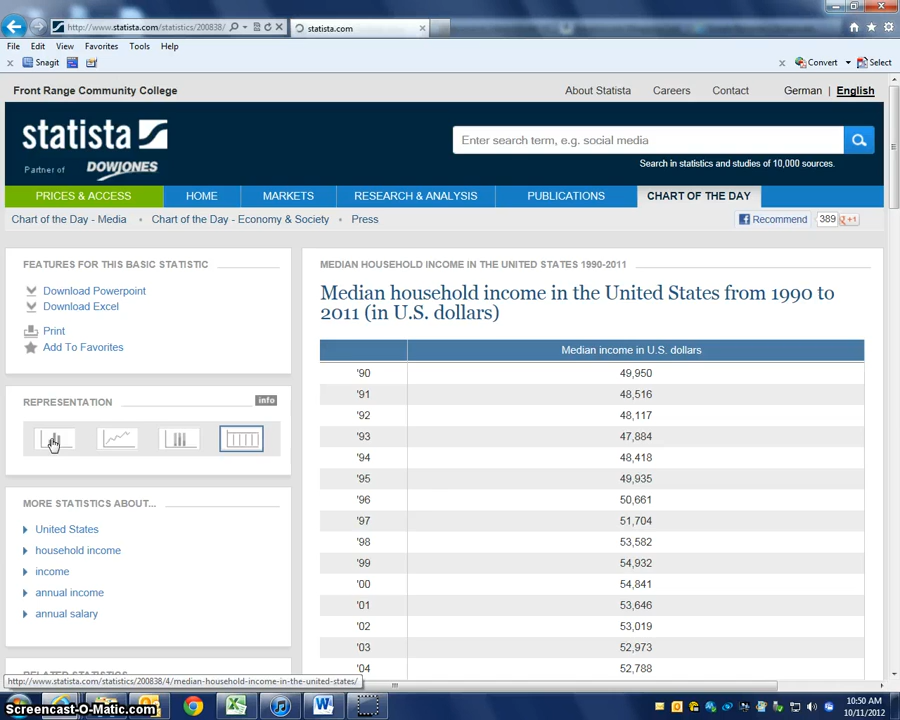 http://www.statista.com/statistics/200838/
statista.com
File Edit View Favorites Tools Help
Snagit
Convert Select
Front Range Community College
About Statista Careers Contact German | English
statista
Partner of DOWJONES
Enter search term, e.g. social media
Search in statistics and studies of 10,000 sources.
PRICES & ACCESS HOME MARKETS RESEARCH & ANALYSIS PUBLICATIONS CHART OF THE DAY
Chart of the Day - Media • Chart of the Day - Economy & Society • Press
Recommend 389 +1
FEATURES FOR THIS BASIC STATISTIC
Download Powerpoint
Download Excel
Print
Add To Favorites
REPRESENTATION info
MORE STATISTICS ABOUT...
United States
household income
income
annual income
annual salary
RELATED STATISTICS
MEDIAN HOUSEHOLD INCOME IN THE UNITED STATES 1990-2011
Median household income in the United States from 1990 to
2011 (in U.S. dollars)
Median income in U.S. dollars
'90 49,950
'91 48,516
'92 48,117
'93 47,884
'94 48,418
'95 49,935
'96 50,661
'97 51,704
'98 53,582
'99 54,932
'00 54,841
'01 53,646
'02 53,019
'03 52,973
'04 52,788
http://www.statista.com/statistics/200838/4/median-household-income-in-the-united-states/
Screencast-O-Matic.com
10:50 AM
10/11/2012